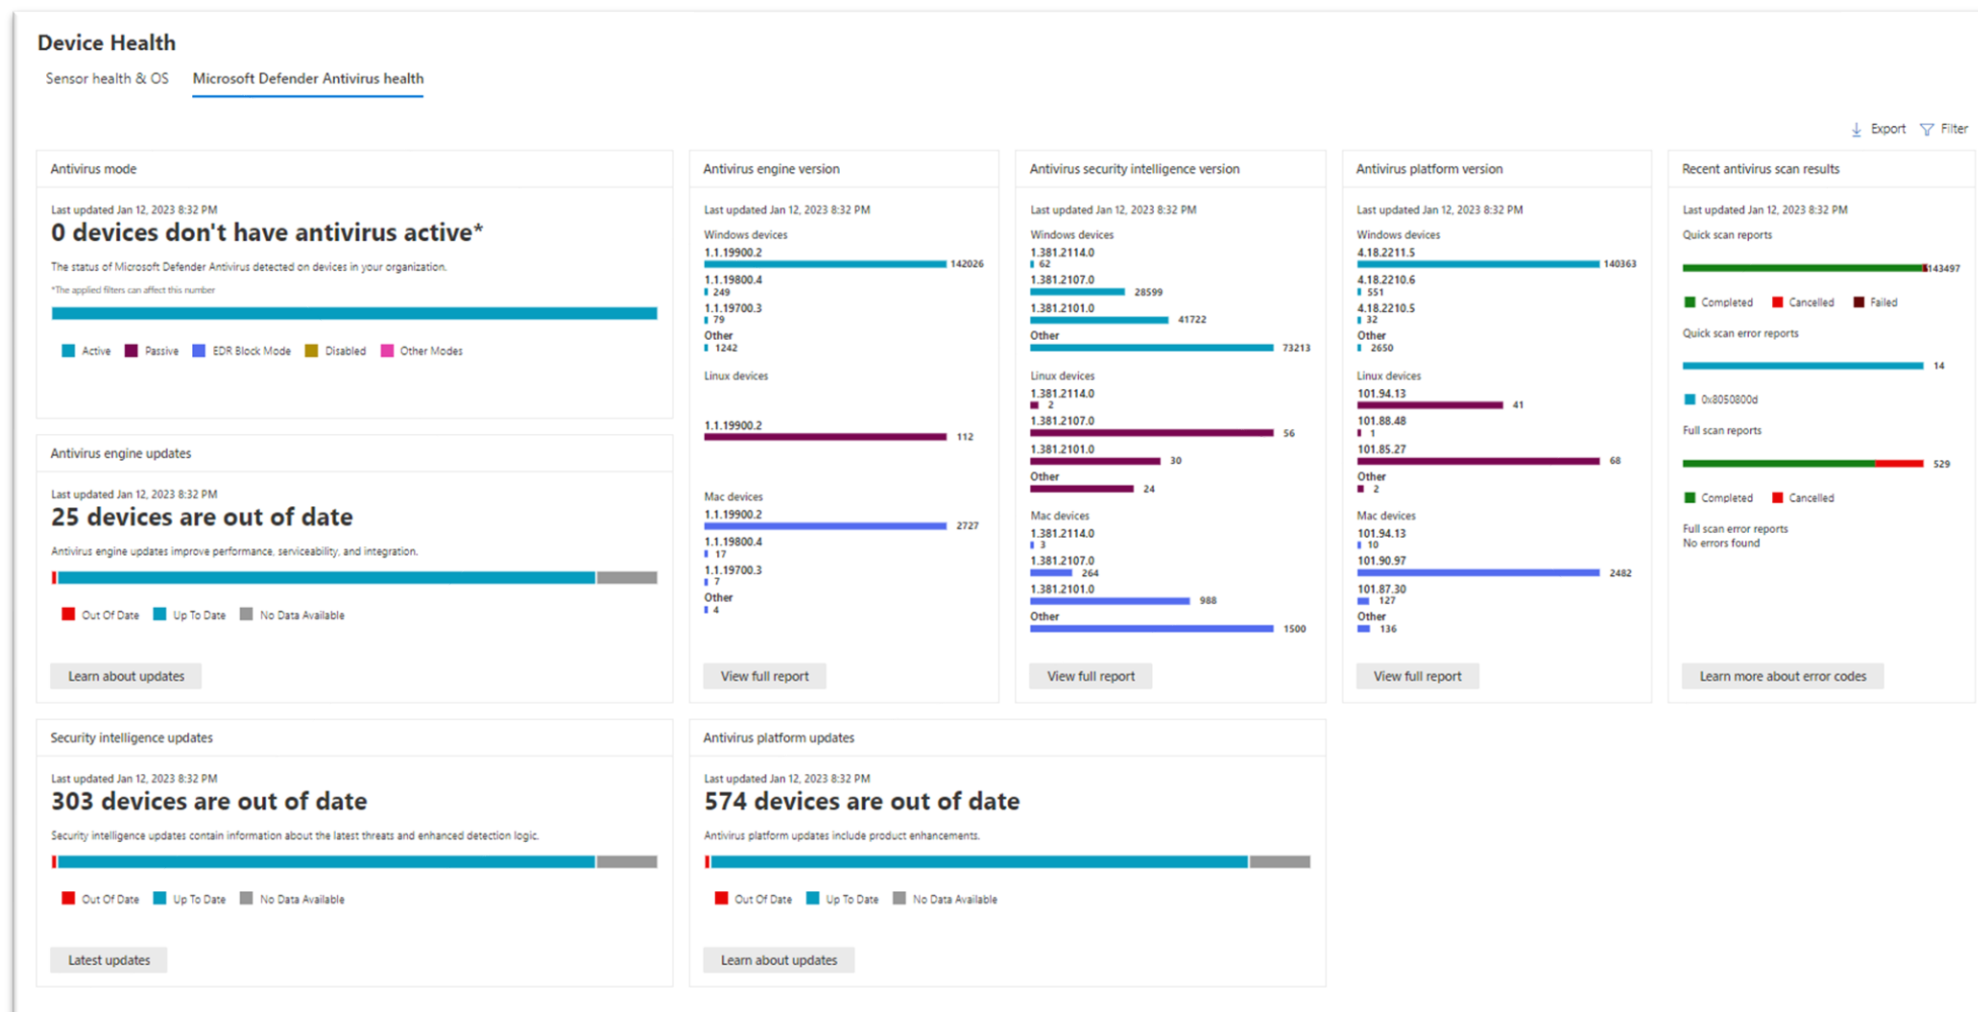 Device Health
Sensor health & OS
Microsoft Defender Antivirus health
Export
Filter
Antivirus mode
Last updated Jan 12, 2023 8:32 PM
0 devices don't have antivirus active*
The status of Microsoft Defender Antivirus detected on devices in your organization.
*The applied filters can affect this number
Active Passive EDR Block Mode Disabled Other Modes
Antivirus engine updates
Last updated Jan 12, 2023 8:32 PM
25 devices are out of date
Antivirus engine updates improve performance, serviceability, and integration.
Out Of Date Up To Date No Data Available
Learn about updates
Antivirus engine version
Last updated Jan 12, 2023 8:32 PM
Windows devices
1.1.19900.2
142026
1.1.19800.4
249
1.1.19700.3
79
Other
1242
Linux devices
1.1.19900.2
112
Mac devices
1.1.19900.2
2727
1.1.19800.4
17
1.1.19700.3
7
Other
4
View full report
Antivirus security intelligence version
Last updated Jan 12, 2023 8:32 PM
Windows devices
1.381.2114.0
62
1.381.2107.0
28599
1.381.2101.0
41722
Other
73213
Linux devices
1.381.2114.0
2
1.381.2107.0
56
1.381.2101.0
30
Other
24
Mac devices
1.381.2114.0
3
1.381.2107.0
264
1.381.2101.0
988
Other
1500
View full report
Antivirus platform version
Last updated Jan 12, 2023 8:32 PM
Windows devices
4.18.2211.5
140363
4.18.2210.6
551
4.18.2210.5
32
Other
2650
Linux devices
101.94.13
41
101.88.48
1
101.85.27
68
Other
2
Mac devices
101.94.13
10
101.90.97
2482
101.87.30
127
Other
136
View full report
Recent antivirus scan results
Last updated Jan 12, 2023 8:32 PM
Quick scan reports
143497
Completed Cancelled Failed
Quick scan error reports
14
0x8050800d
Full scan reports
529
Completed Cancelled
Full scan error reports
No errors found
Learn more about error codes
Security intelligence updates
Last updated Jan 12, 2023 8:32 PM
303 devices are out of date
Security intelligence updates contain information about the latest threats and enhanced detection logic.
Out Of Date Up To Date No Data Available
Latest updates
Antivirus platform updates
Last updated Jan 12, 2023 8:32 PM
574 devices are out of date
Antivirus platform updates include product enhancements.
Out Of Date Up To Date No Data Available
Learn about updates